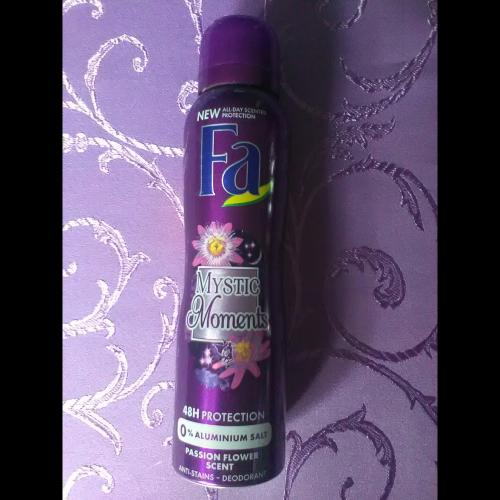 NEW ALL-DAY SCENTED
PROTECTION
Fa
MYSTIC
Moments
48H PROTECTION
0% ALUMINIUM SALT
PASSION FLOWER
SCENT
ANTI-STAINS - DEODORANT